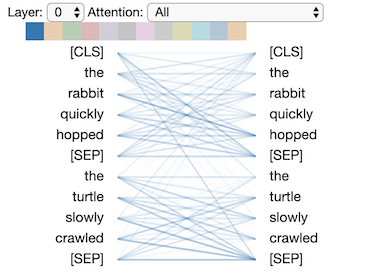 Layer: 0 Attention: All
[CLS] [CLS]
the the
rabbit rabbit
quickly quickly
hopped hopped
[SEP] [SEP]
the the
turtle turtle
slowly slowly
crawled crawled
[SEP] [SEP]